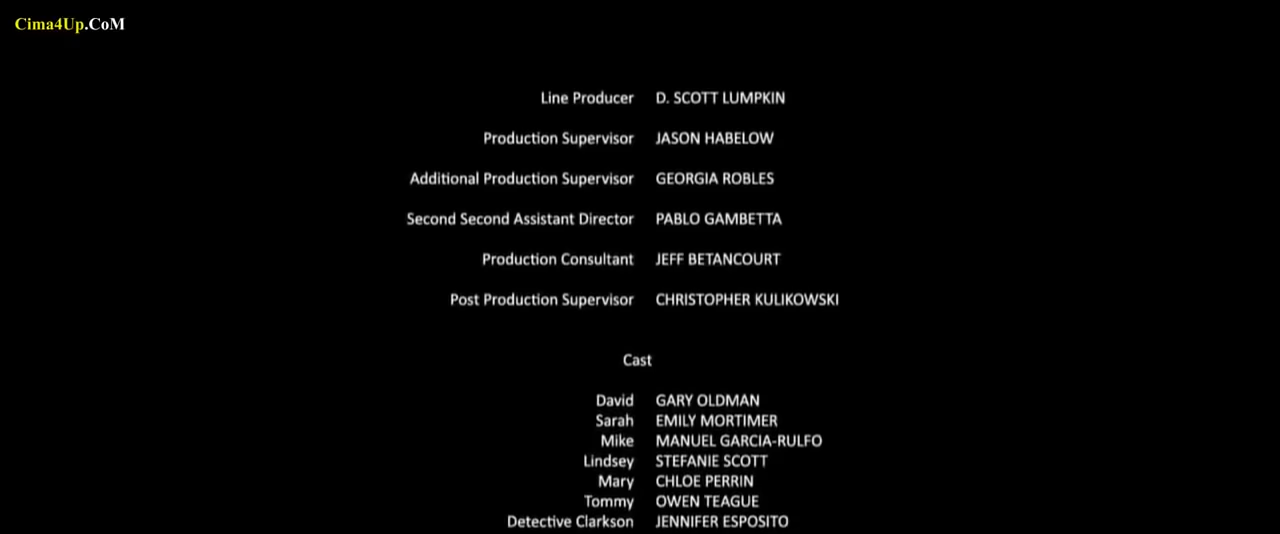 Cima4Up.CoM
Line Producer D. SCOTT LUMPKIN
Production Supervisor JASON HABELOW
Additional Production Supervisor GEORGIA ROBLES
Second Second Assistant Director PABLO GAMBETTA
Production Consultant JEFF BETANCOURT
Post Production Supervisor CHRISTOPHER KULIKOWSKI
Cast
David GARY OLDMAN
Sarah EMILY MORTIMER
Mike MANUEL GARCIA-RULFO
Lindsey STEFANIE SCOTT
Mary CHLOE PERRIN
Tommy OWEN TEAGUE
Detective Clarkson JENNIFER ESPOSITO